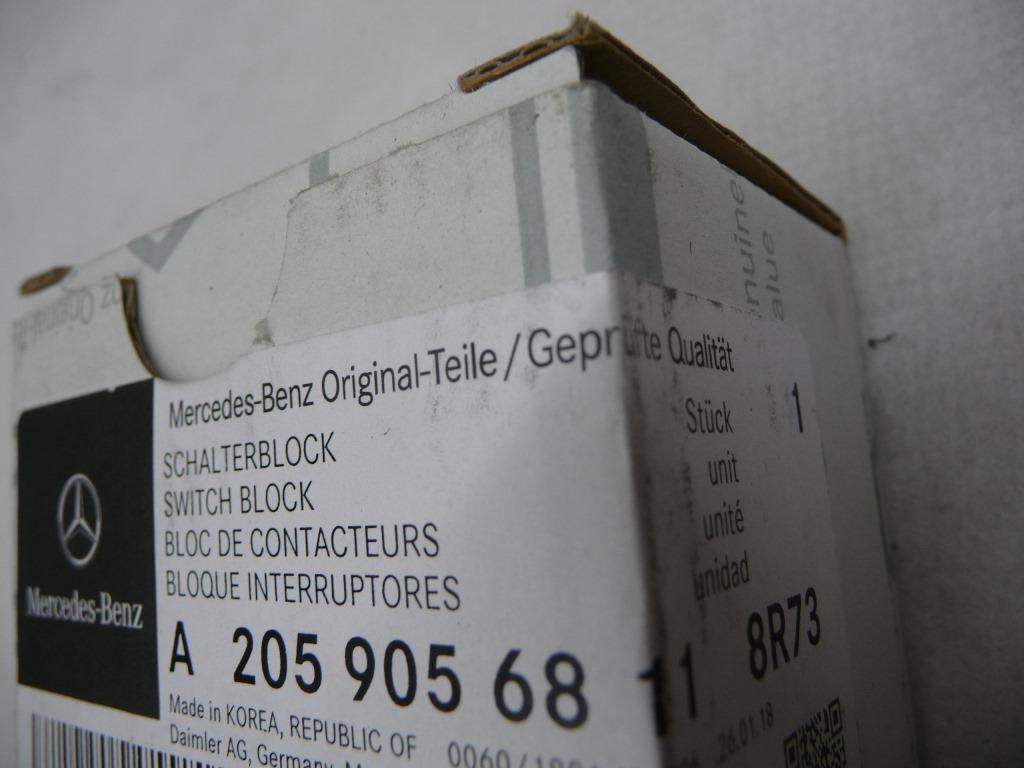 Mercedes-Benz Original-Teile / Geprüfte Qualität
SCHALTERBLOCK
SWITCH BLOCK
BLOC DE CONTACTEURS
BLOQUE INTERRUPTORES
Stück 1
unit
unité
unidad
Mercedes-Benz
A 205 905 68 11 8R73
Made in KOREA, REPUBLIC OF
Daimler AG, Germany,
26.01.18